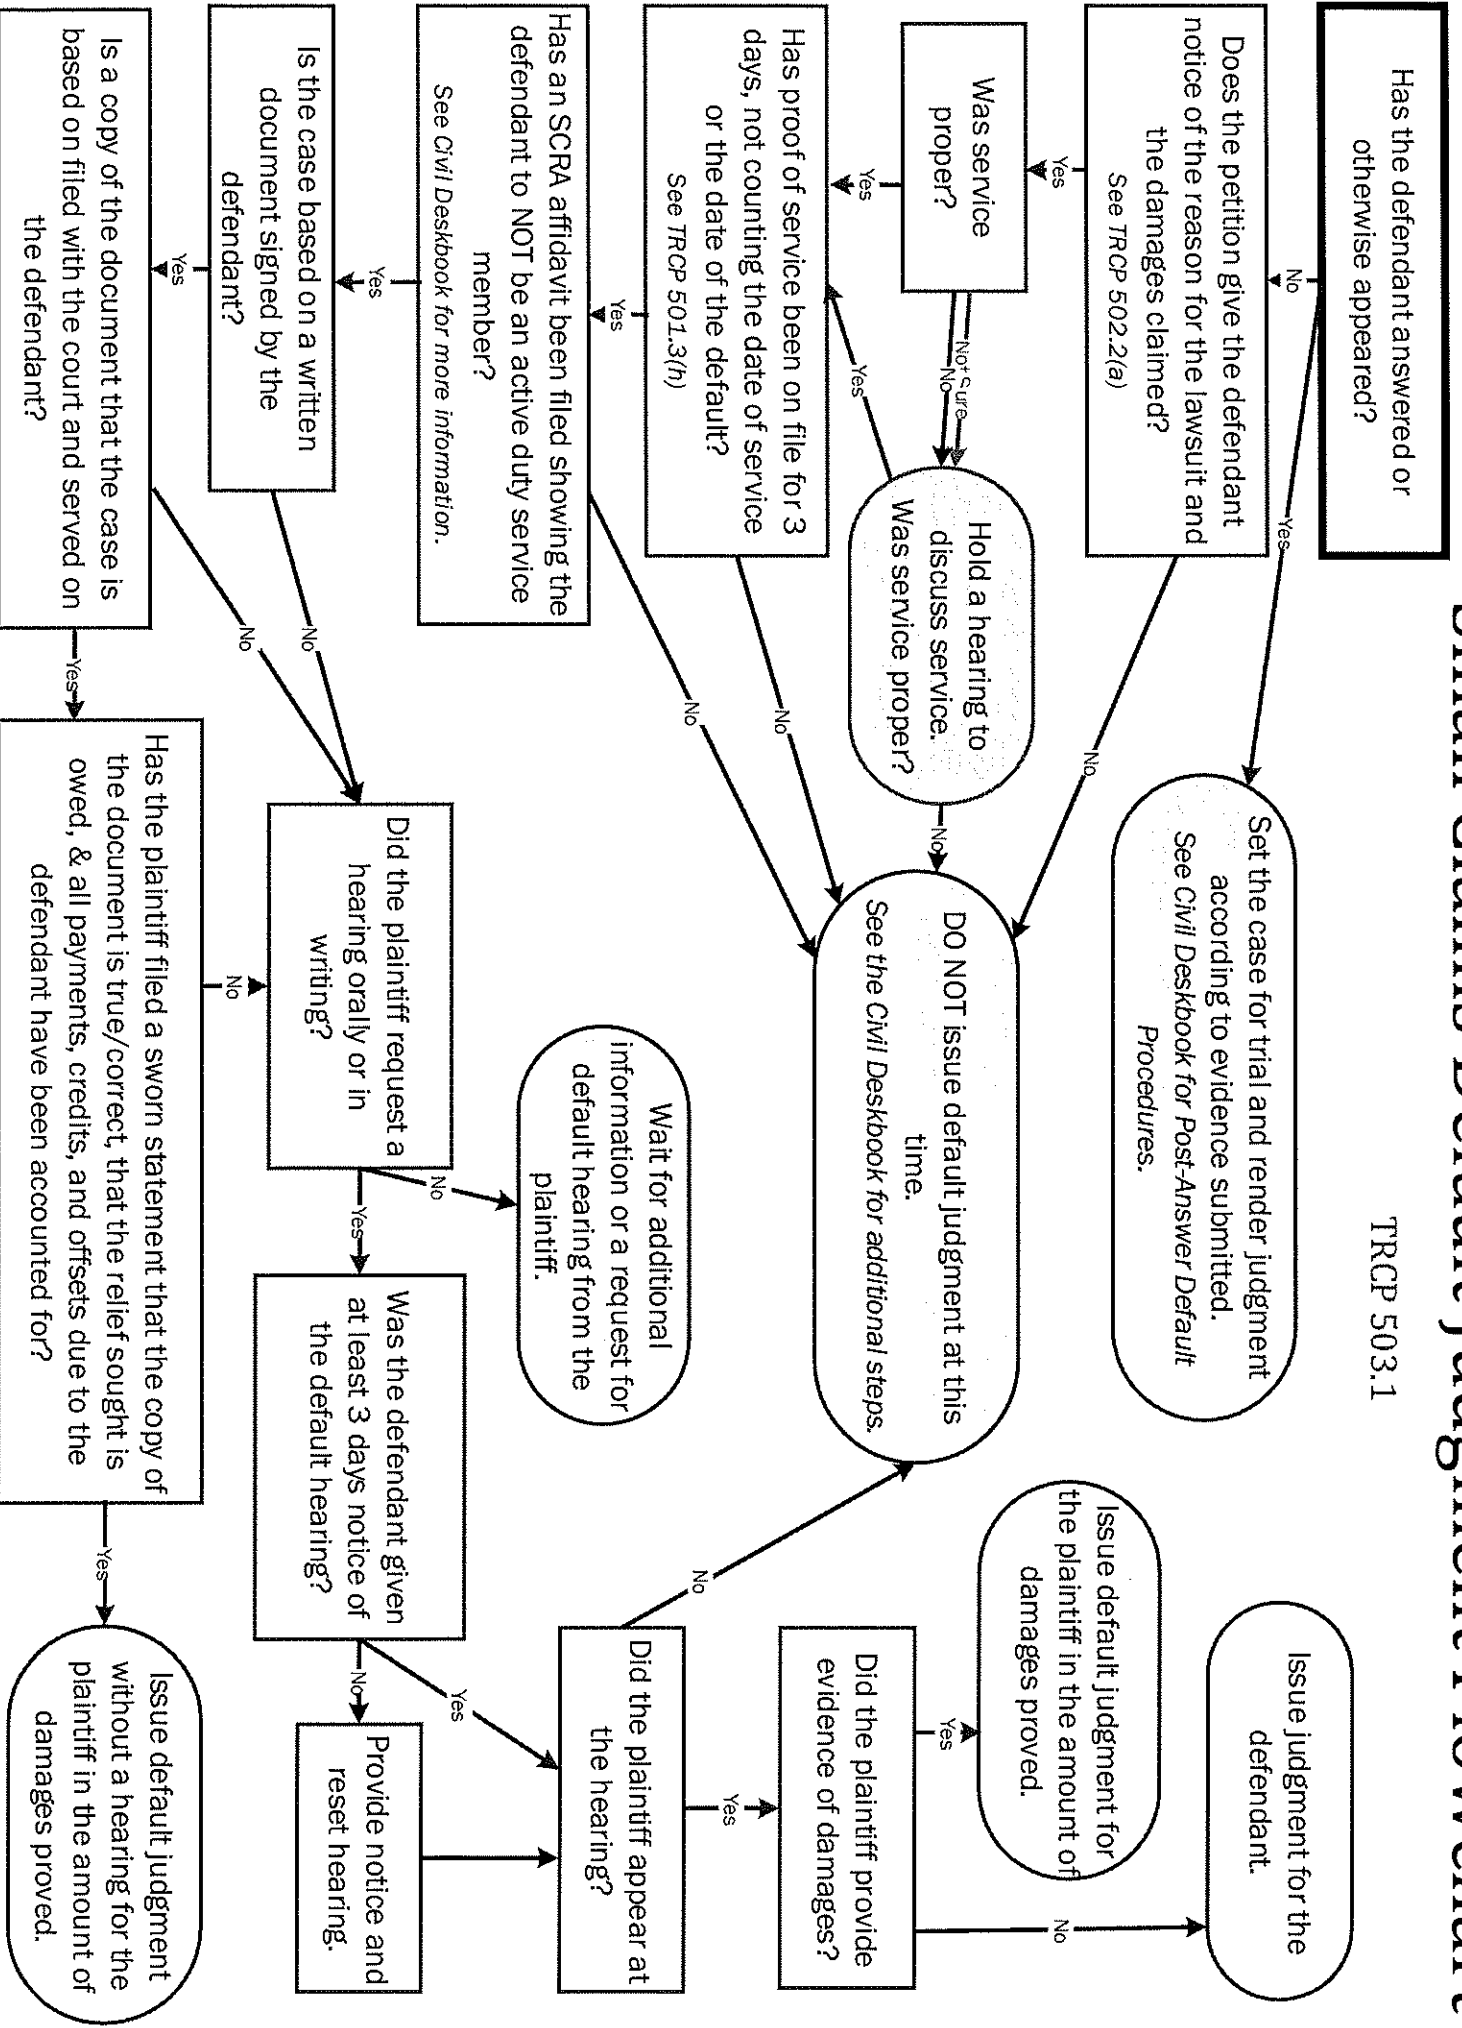 Small Claims Default Judgment Flowchart
TRCP 503.1
Has the defendant answered or
otherwise appeared?
No
Yes
Set the case for trial and render judgment
according to evidence submitted.
See Civil Deskbook for Post-Answer Default
Procedures.
Issue judgment for the
defendant.
Does the petition give the defendant
notice of the reason for the lawsuit and
the damages claimed?
See TRCP 502.2(a)
Yes
No
Was service
proper?
Yes
Not Sure
No
Hold a hearing to
discuss service.
Was service proper?
Yes
No
DO NOT issue default judgment at this
time.
See the Civil Deskbook for additional steps.
Issue default judgment for
the plaintiff in the amount of
damages proved.
Has proof of service been on file for 3
days, not counting the date of service
or the date of the default?
See TRCP 501.3(h)
Yes
No
Did the plaintiff provide
evidence of damages?
Yes
No
Has an SCRA affidavit been filed showing the
defendant to NOT be an active duty service
member?
See Civil Deskbook for more information.
Yes
No
Wait for additional
information or a request for
default hearing from the
plaintiff.
Did the plaintiff appear at
the hearing?
No
Yes
Is the case based on a written
document signed by the
defendant?
Yes
No
Did the plaintiff request a
hearing orally or in
writing?
No
Yes
Was the defendant given
at least 3 days notice of
the default hearing?
Yes
No
Provide notice and
reset hearing.
Is a copy of the document that the case is
based on filed with the court and served on
the defendant?
No
Yes
Has the plaintiff filed a sworn statement that the copy of
the document is true/correct, that the relief sought is
owed, & all payments, credits, and offsets due to the
defendant have been accounted for?
No
Yes
Issue default judgment
without a hearing for the
plaintiff in the amount of
damages proved.